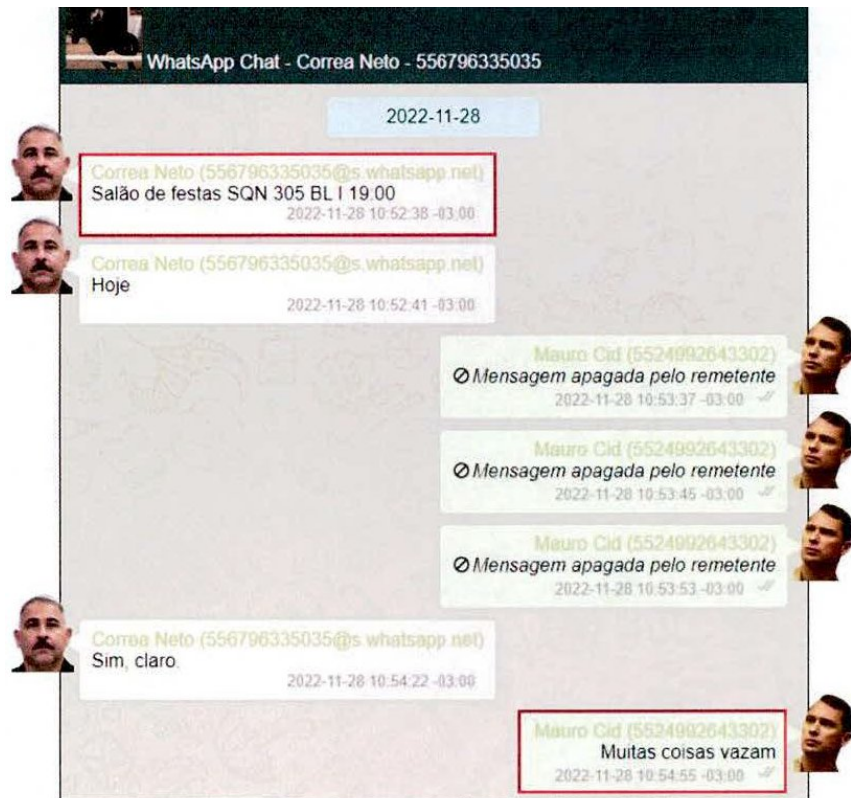 WhatsApp Chat - Correa Neto - 556796335035
2022-11-28
Correa Neto (556796335035@s.whatsapp.net)
Salão de festas SQN 305 BL I 19:00
2022-11-28 10:52:38 -03:00
Correa Neto (556796335035@s.whatsapp.net)
Hoje
2022-11-28 10:52:41 -03:00
Mauro Cid (5524992643302)
Mensagem apagada pelo remetente
2022-11-28 10:53:37 -03:00
Mauro Cid (5524992643302)
Mensagem apagada pelo remetente
2022-11-28 10:53:45 -03:00
Mauro Cid (5524992643302)
Mensagem apagada pelo remetente
2022-11-28 10:53:53 -03:00
Correa Neto (556796335035@s.whatsapp.net)
Sim, claro.
2022-11-28 10:54:22 -03:00
Mauro Cid (5524992643302)
Muitas coisas vazam
2022-11-28 10:54:55 -03:00